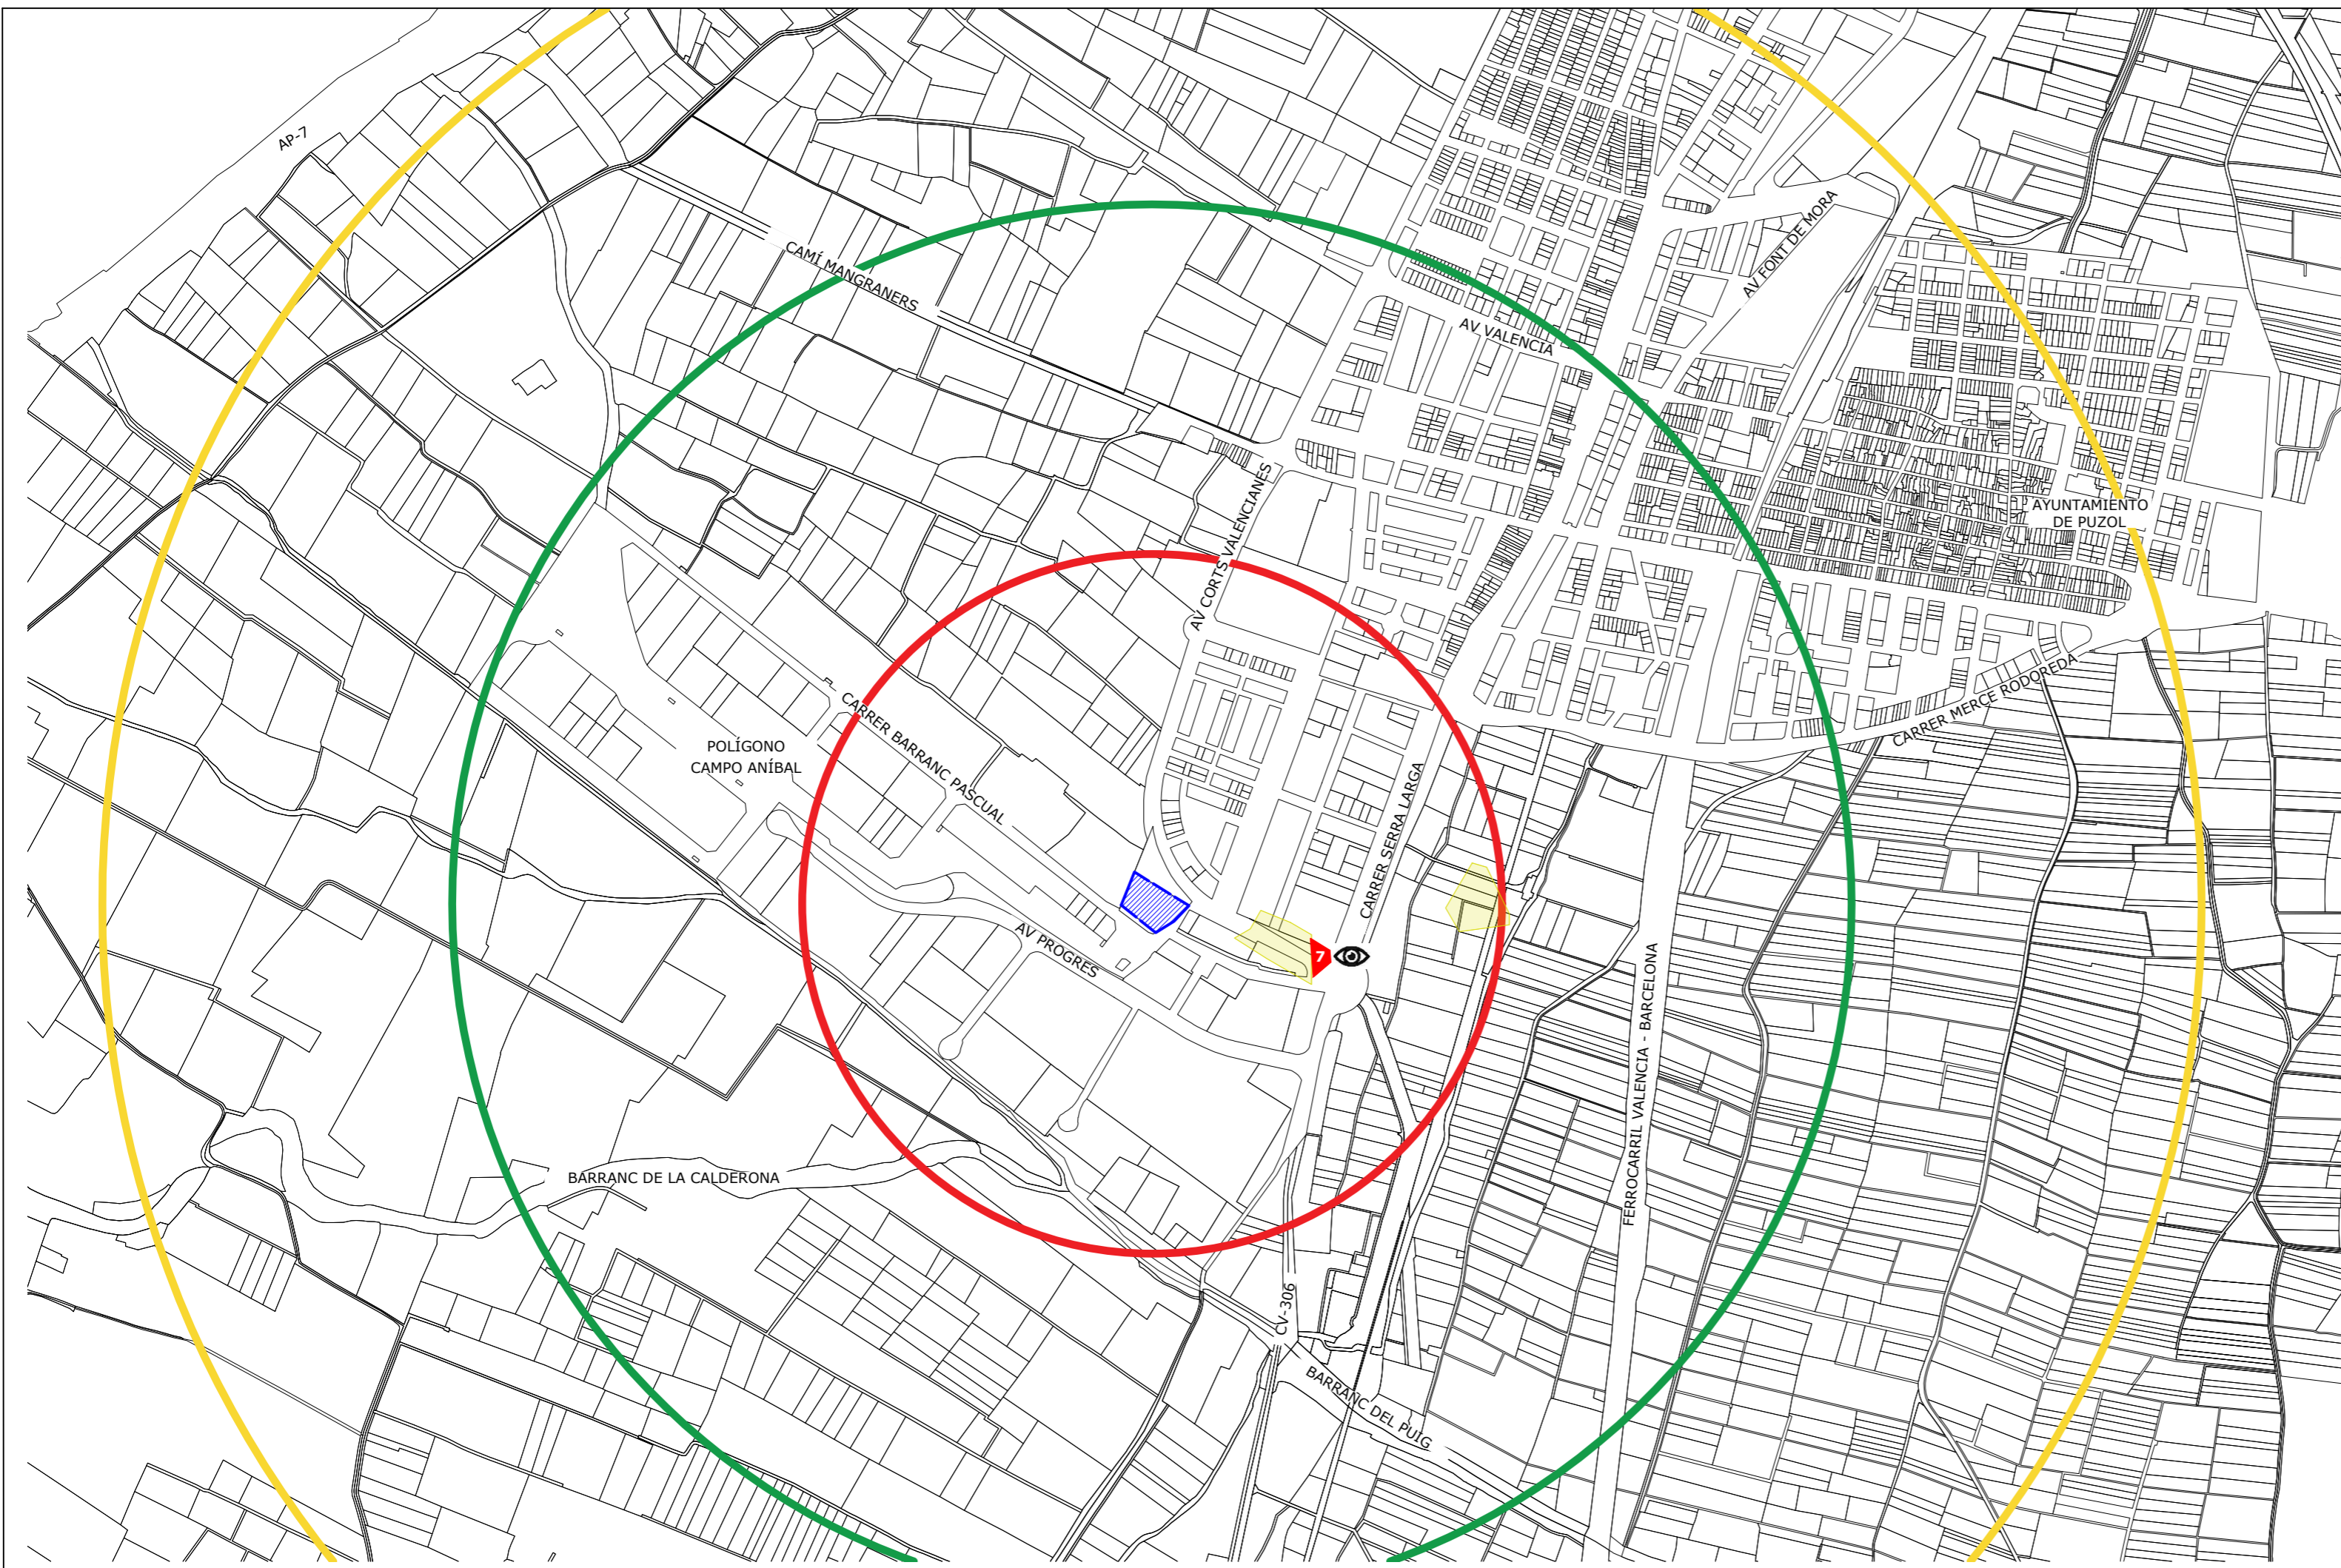 AP-7
AV FONT DE MORA
CAMÍ MANGRANERS
AV VALENCIA
AV CORTS VALENCIANES
AYUNTAMIENTO
DE PUZOL
CARRER MERCE RODOREDA
CARRER BARRANC PASCUAL
POLÍGONO
CAMPO ANÍBAL
CARRER SERRA LARGA
AV PROGRES
7
FERROCARRIL VALENCIA - BARCELONA
BARRANC DE LA CALDERONA
CV-306
BARRANC DEL PUIG